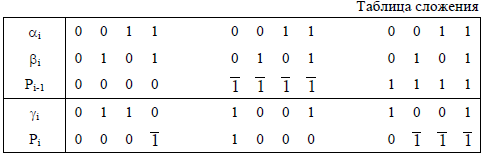 Таблица сложения
αi 0 0 1 1 0 0 1 1 0 0 1 1
βi 0 1 0 1 0 1 0 1 0 1 0 1
Pi-1 0 0 0 0 1̅ 1̅ 1̅ 1̅ 1 1 1 1
γi 0 1 1 0 1 0 0 1 1 0 0 1
Pi 0 0 0 1̅ 1 0 0 0 0 1̅ 1̅ 1̅